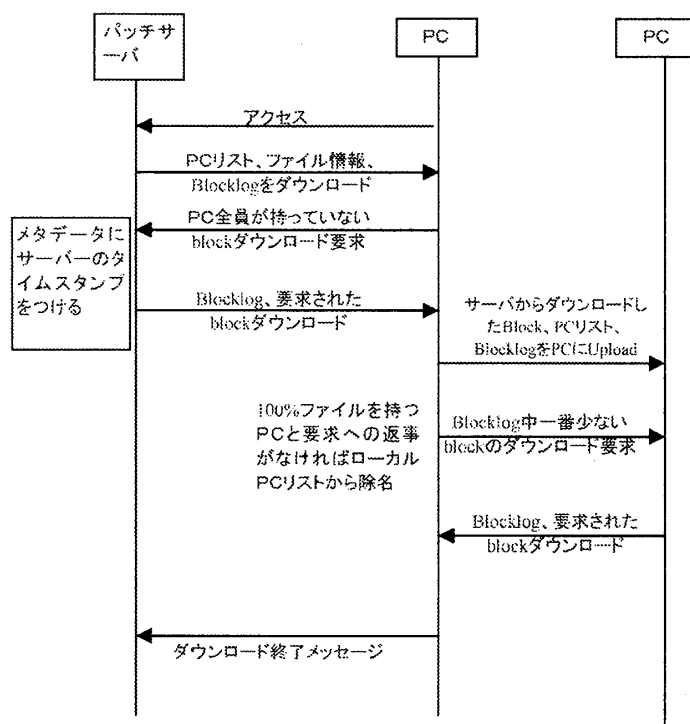 パッチサ
ーバ
PC
PC
アクセス
PCリスト、ファイル情報、
Blocklogをダウンロード
PC全員が持っていない
blockダウンロード要求
メタデータに
サーバーのタ
イムスタンプ
をつける
Blocklog、要求された
blockダウンロード
サーバからダウンロードし
たBlock、PCリスト、
BlocklogをPCにUpload
100%ファイルを持つ
PCと要求への返事
がなければローカル
PCリストから除名
Blocklog中一番少ない
blockのダウンロード要求
Blocklog、要求された
blockダウンロード
ダウンロード終了メッセージ